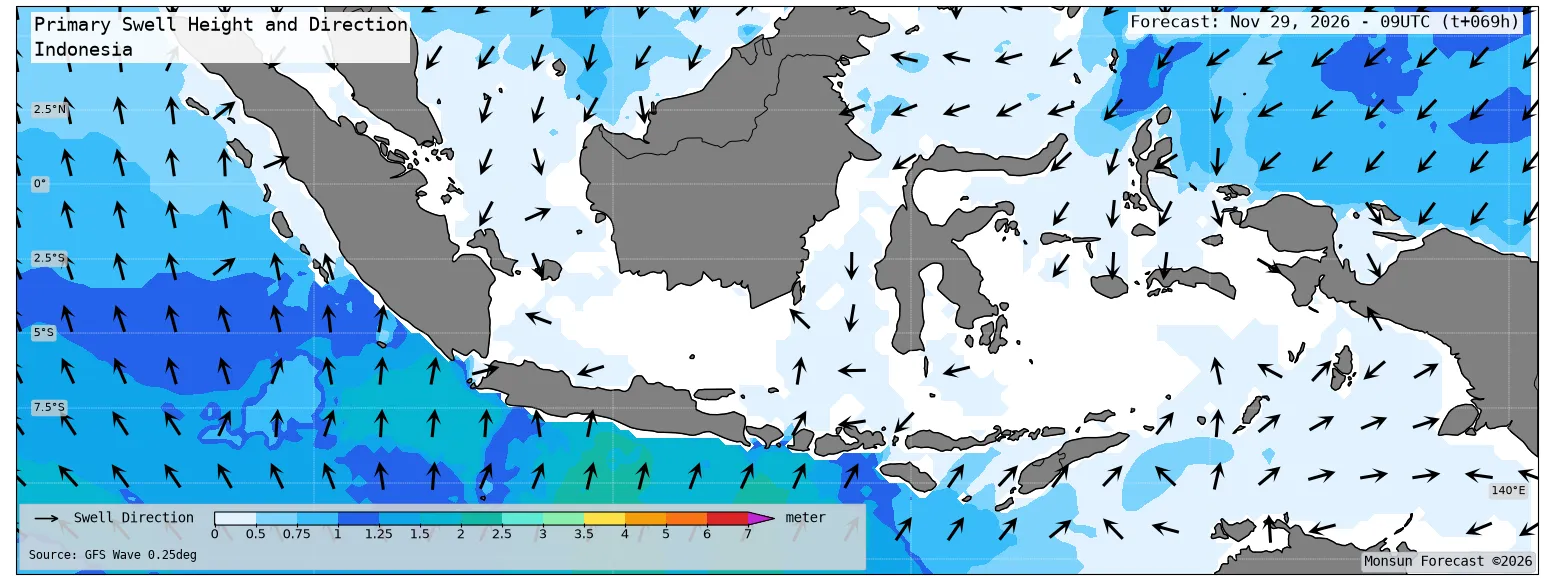 Primary Swell Height and Direction
Indonesia
Forecast: Nov 29, 2026 - 09UTC (t+069h)
2.5°N
0°
2.5°S
5°S
7.5°S
140°E
Swell Direction
0 0.5 0.75 1 1.25 1.5 2 2.5 3 3.5 4 5 6 7
meter
Source: GFS Wave 0.25deg
Monsun Forecast ©2026